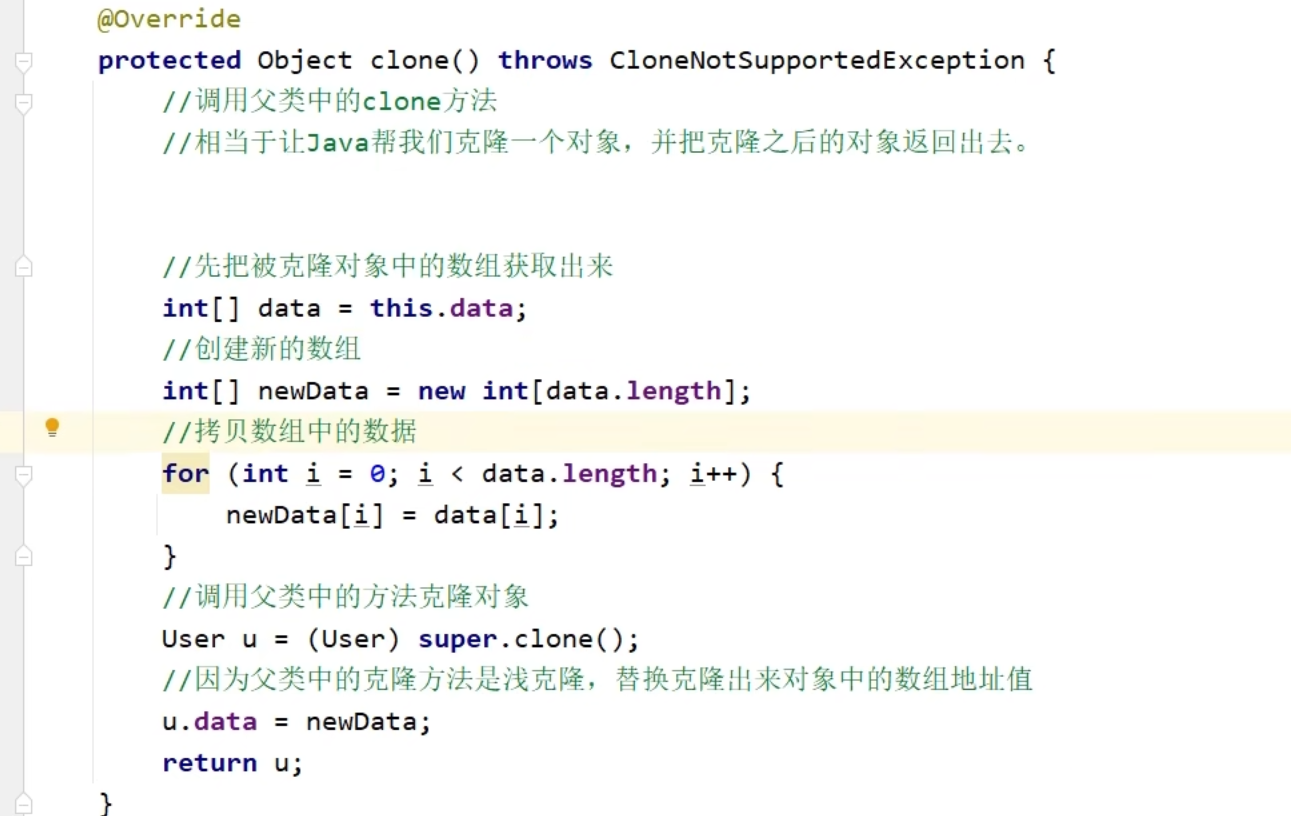 @Override
protected Object clone() throws CloneNotSupportedException {
//调用父类中的clone方法
//相当于让Java帮我们克隆一个对象，并把克隆之后的对象返回出去。
//先把被克隆对象中的数组获取出来
int[] data = this.data;
//创建新的数组
int[] newData = new int[data.length];
//拷贝数组中的数据
for (int i = 0; i < data.length; i++) {
newData[i] = data[i];
}
//调用父类中的方法克隆对象
User u = (User) super.clone();
//因为父类中的克隆方法是浅克隆，替换克隆出来对象中的数组地址值
u.data = newData;
return u;
}